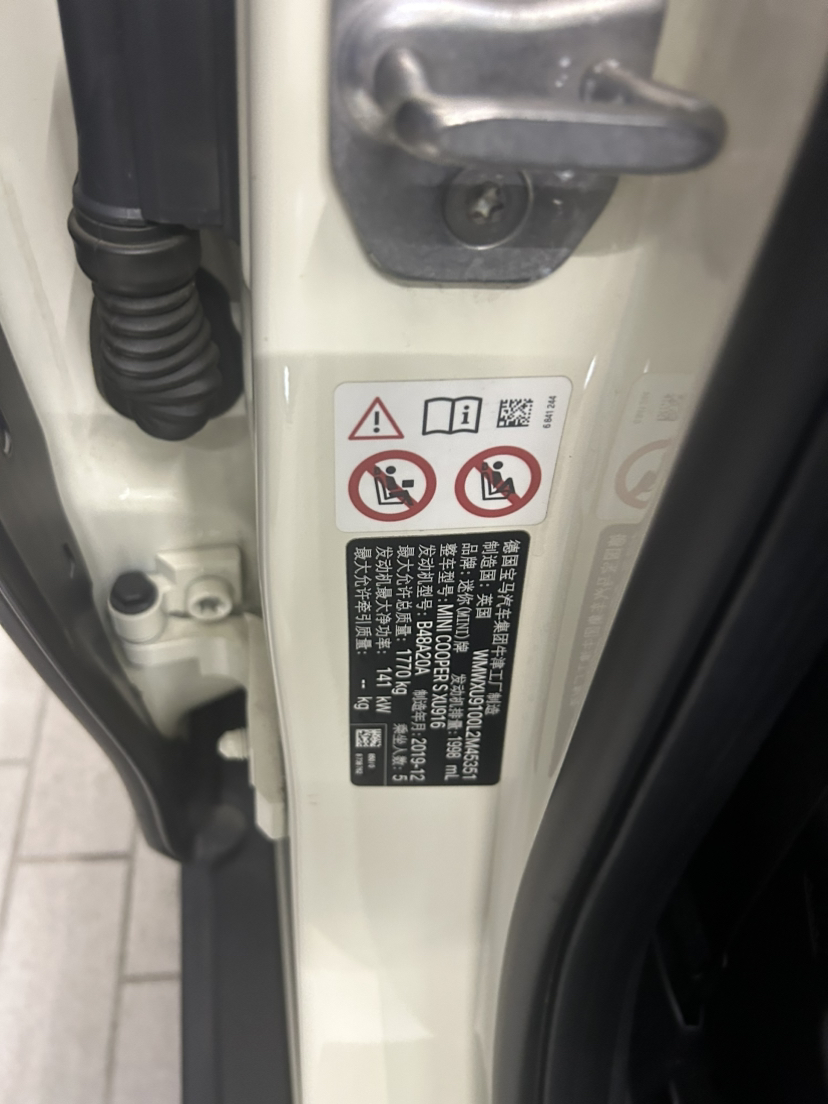 6 841 244
德国宝马汽车集团牛津工厂制造
制造国：英国 WMWXU9100L2M45351
品牌：迷你(MINI)牌 发动机排量：1998 mL
整车型号：MINI COOPER S XU916
发动机型号：B48A20A 制造年月：2019-12
最大允许总质量：1770 kg 乘坐人数：5
发动机最大净功率：141 kW
最大允许牵引质量：-- kg